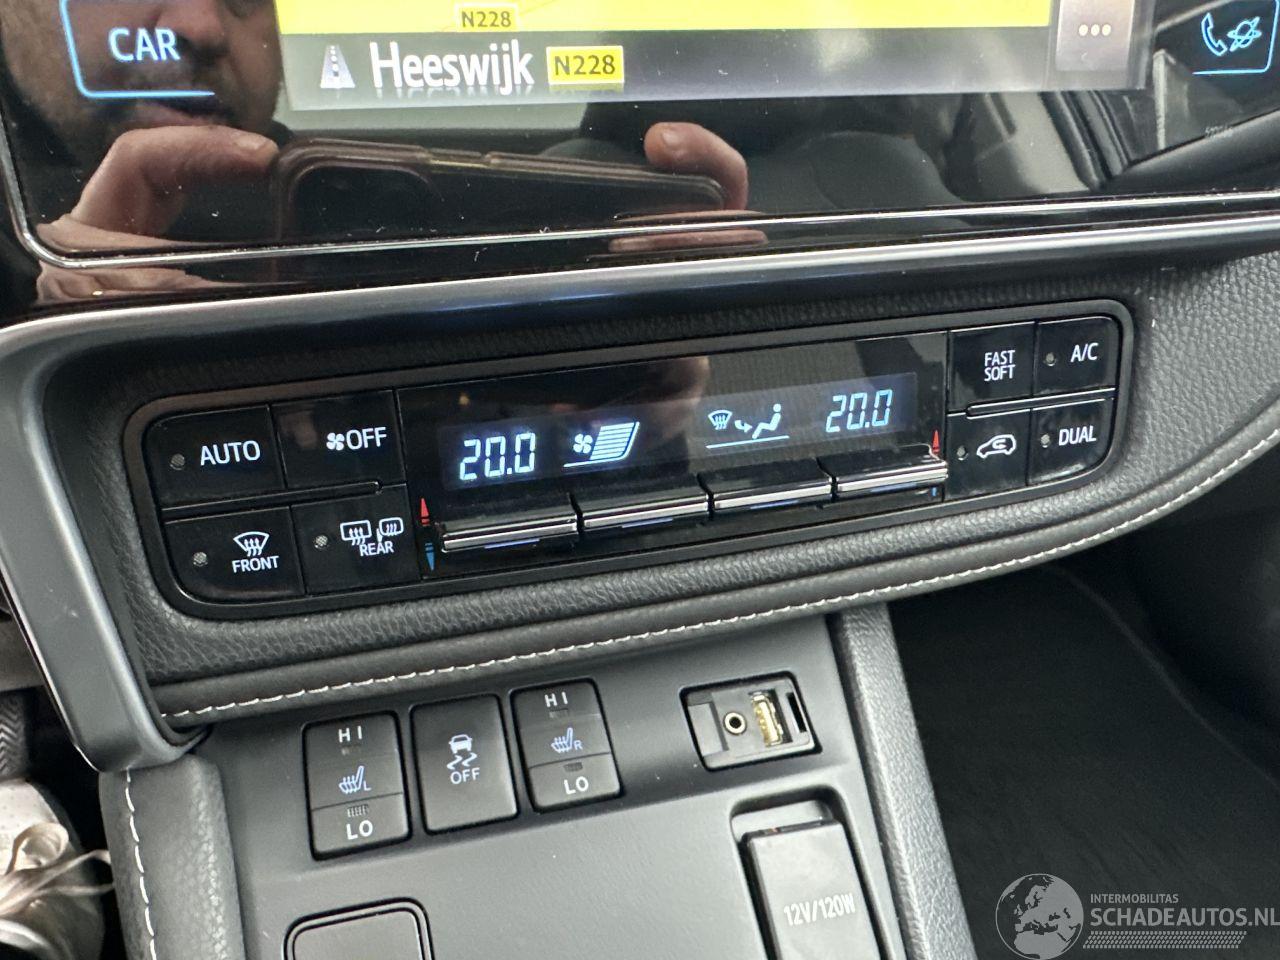 CAR
N228
Heeswijk N228
AUTO
OFF
20.0
20.0
FAST
SOFT
A/C
DUAL
FRONT
REAR
HI
L
LO
OFF
HI
R
LO
12V/120W
INTERMOBILITAS
SCHADEAUTOS.NL